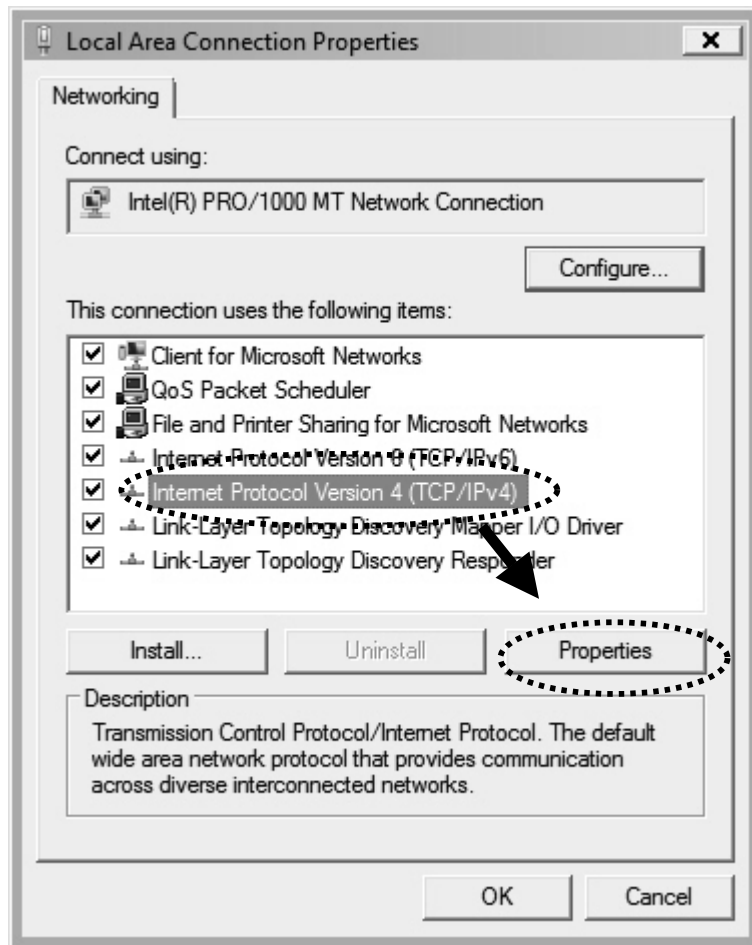 Local Area Connection Properties
Networking
Connect using:
Intel(R) PRO/1000 MT Network Connection
Configure...
This connection uses the following items:
Client for Microsoft Networks
QoS Packet Scheduler
File and Printer Sharing for Microsoft Networks
Internet Protocol Version 6 (TCP/IPv6)
Internet Protocol Version 4 (TCP/IPv4)
Link-Layer Topology Discovery Mapper I/O Driver
Link-Layer Topology Discovery Responder
Install... Uninstall Properties
Description
Transmission Control Protocol/Internet Protocol. The default
wide area network protocol that provides communication
across diverse interconnected networks.
OK Cancel